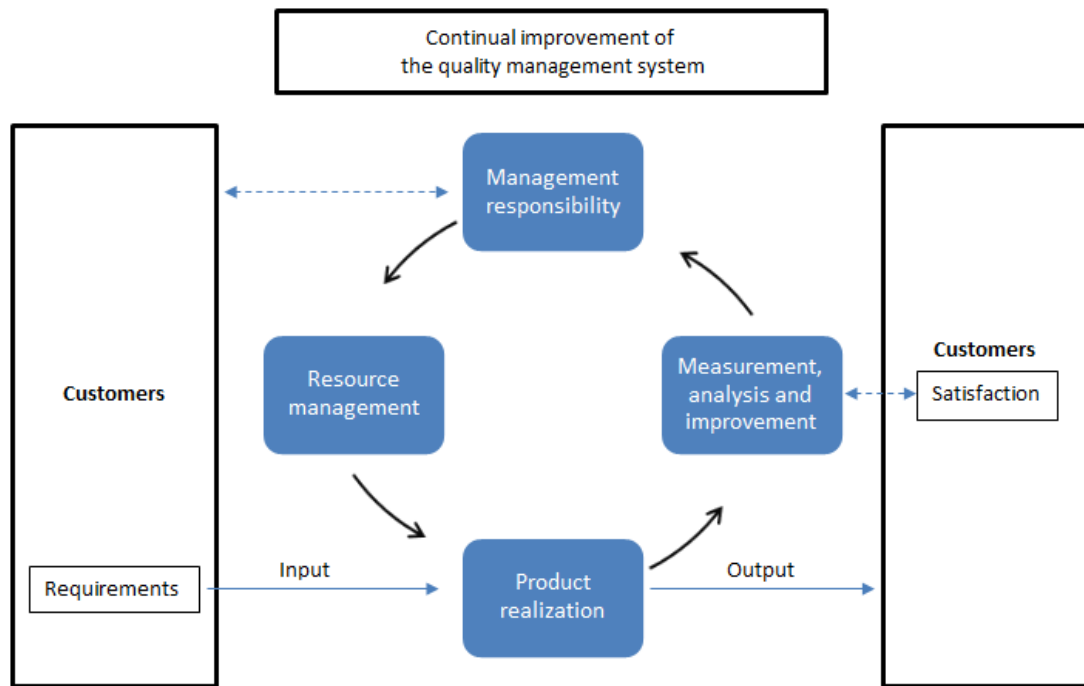 Continual improvement of
the quality management system
Management
responsibility
Customers
Resource
management
Measurement,
analysis and
improvement
Customers
Satisfaction
Requirements
Input
Product
realization
Output